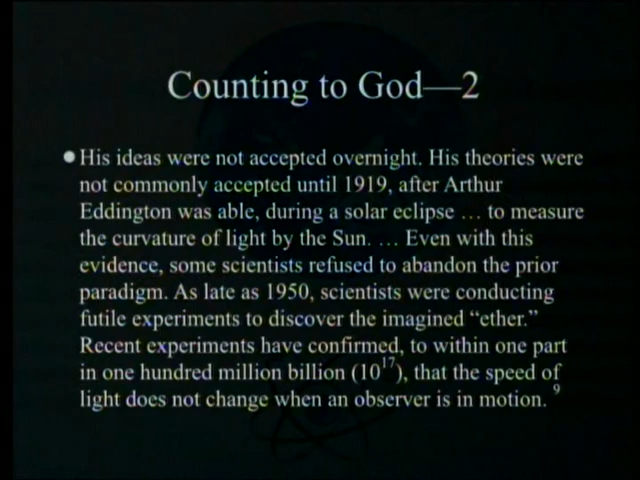 Counting to God—2
● His ideas were not accepted overnight. His theories were
not commonly accepted until 1919, after Arthur
Eddington was able, during a solar eclipse … to measure
the curvature of light by the Sun. … Even with this
evidence, some scientists refused to abandon the prior
paradigm. As late as 1950, scientists were conducting
futile experiments to discover the imagined “ether.”
Recent experiments have confirmed, to within one part
in one hundred million billion (10¹⁷), that the speed of
light does not change when an observer is in motion. ⁹